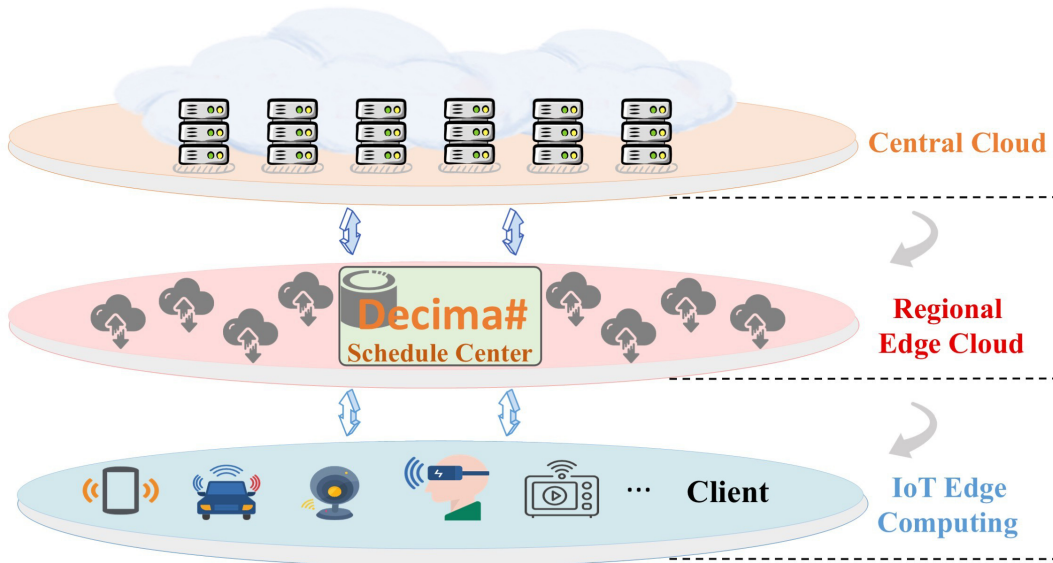 Central Cloud
Decima#
Schedule Center
Regional
Edge Cloud
... Client
IoT Edge
Computing